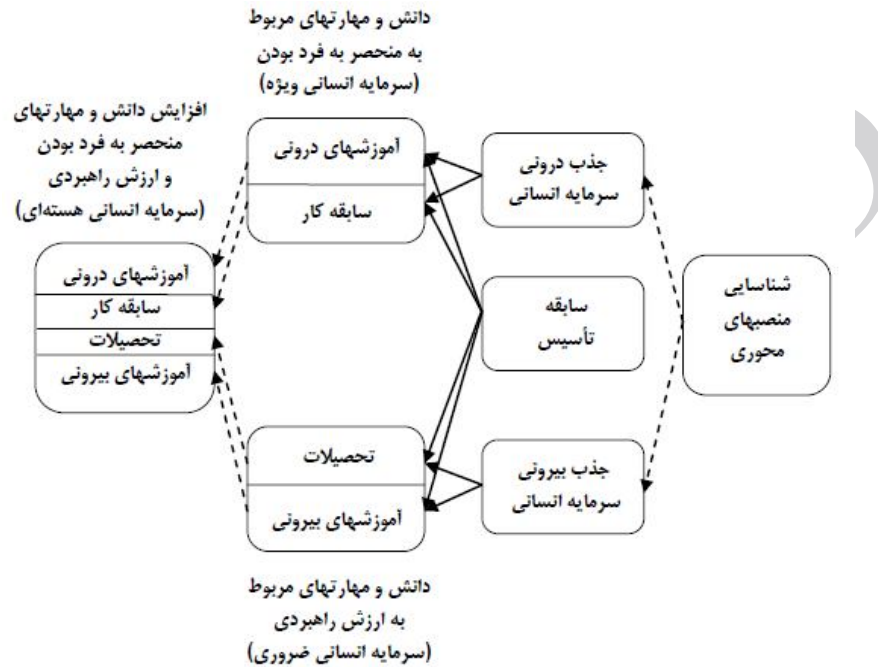 دانش و مهارتهای مربوط
به منحصر به فرد بودن
(سرمایه انسانی ویژه)
افزایش دانش و مهارتهای
منحصر به فرد بودن
و ارزش راهبردی
(سرمایه انسانی هسته‌ای)
جذب درونی
سرمایه انسانی
آموزشهای درونی
سابقه کار
شناسایی
منصبهای
محوری
سابقه
تأسیس
آموزشهای درونی
سابقه کار
تحصیلات
آموزشهای بیرونی
جذب بیرونی
سرمایه انسانی
تحصیلات
آموزشهای بیرونی
دانش و مهارتهای مربوط
به ارزش راهبردی
(سرمایه انسانی ضروری)